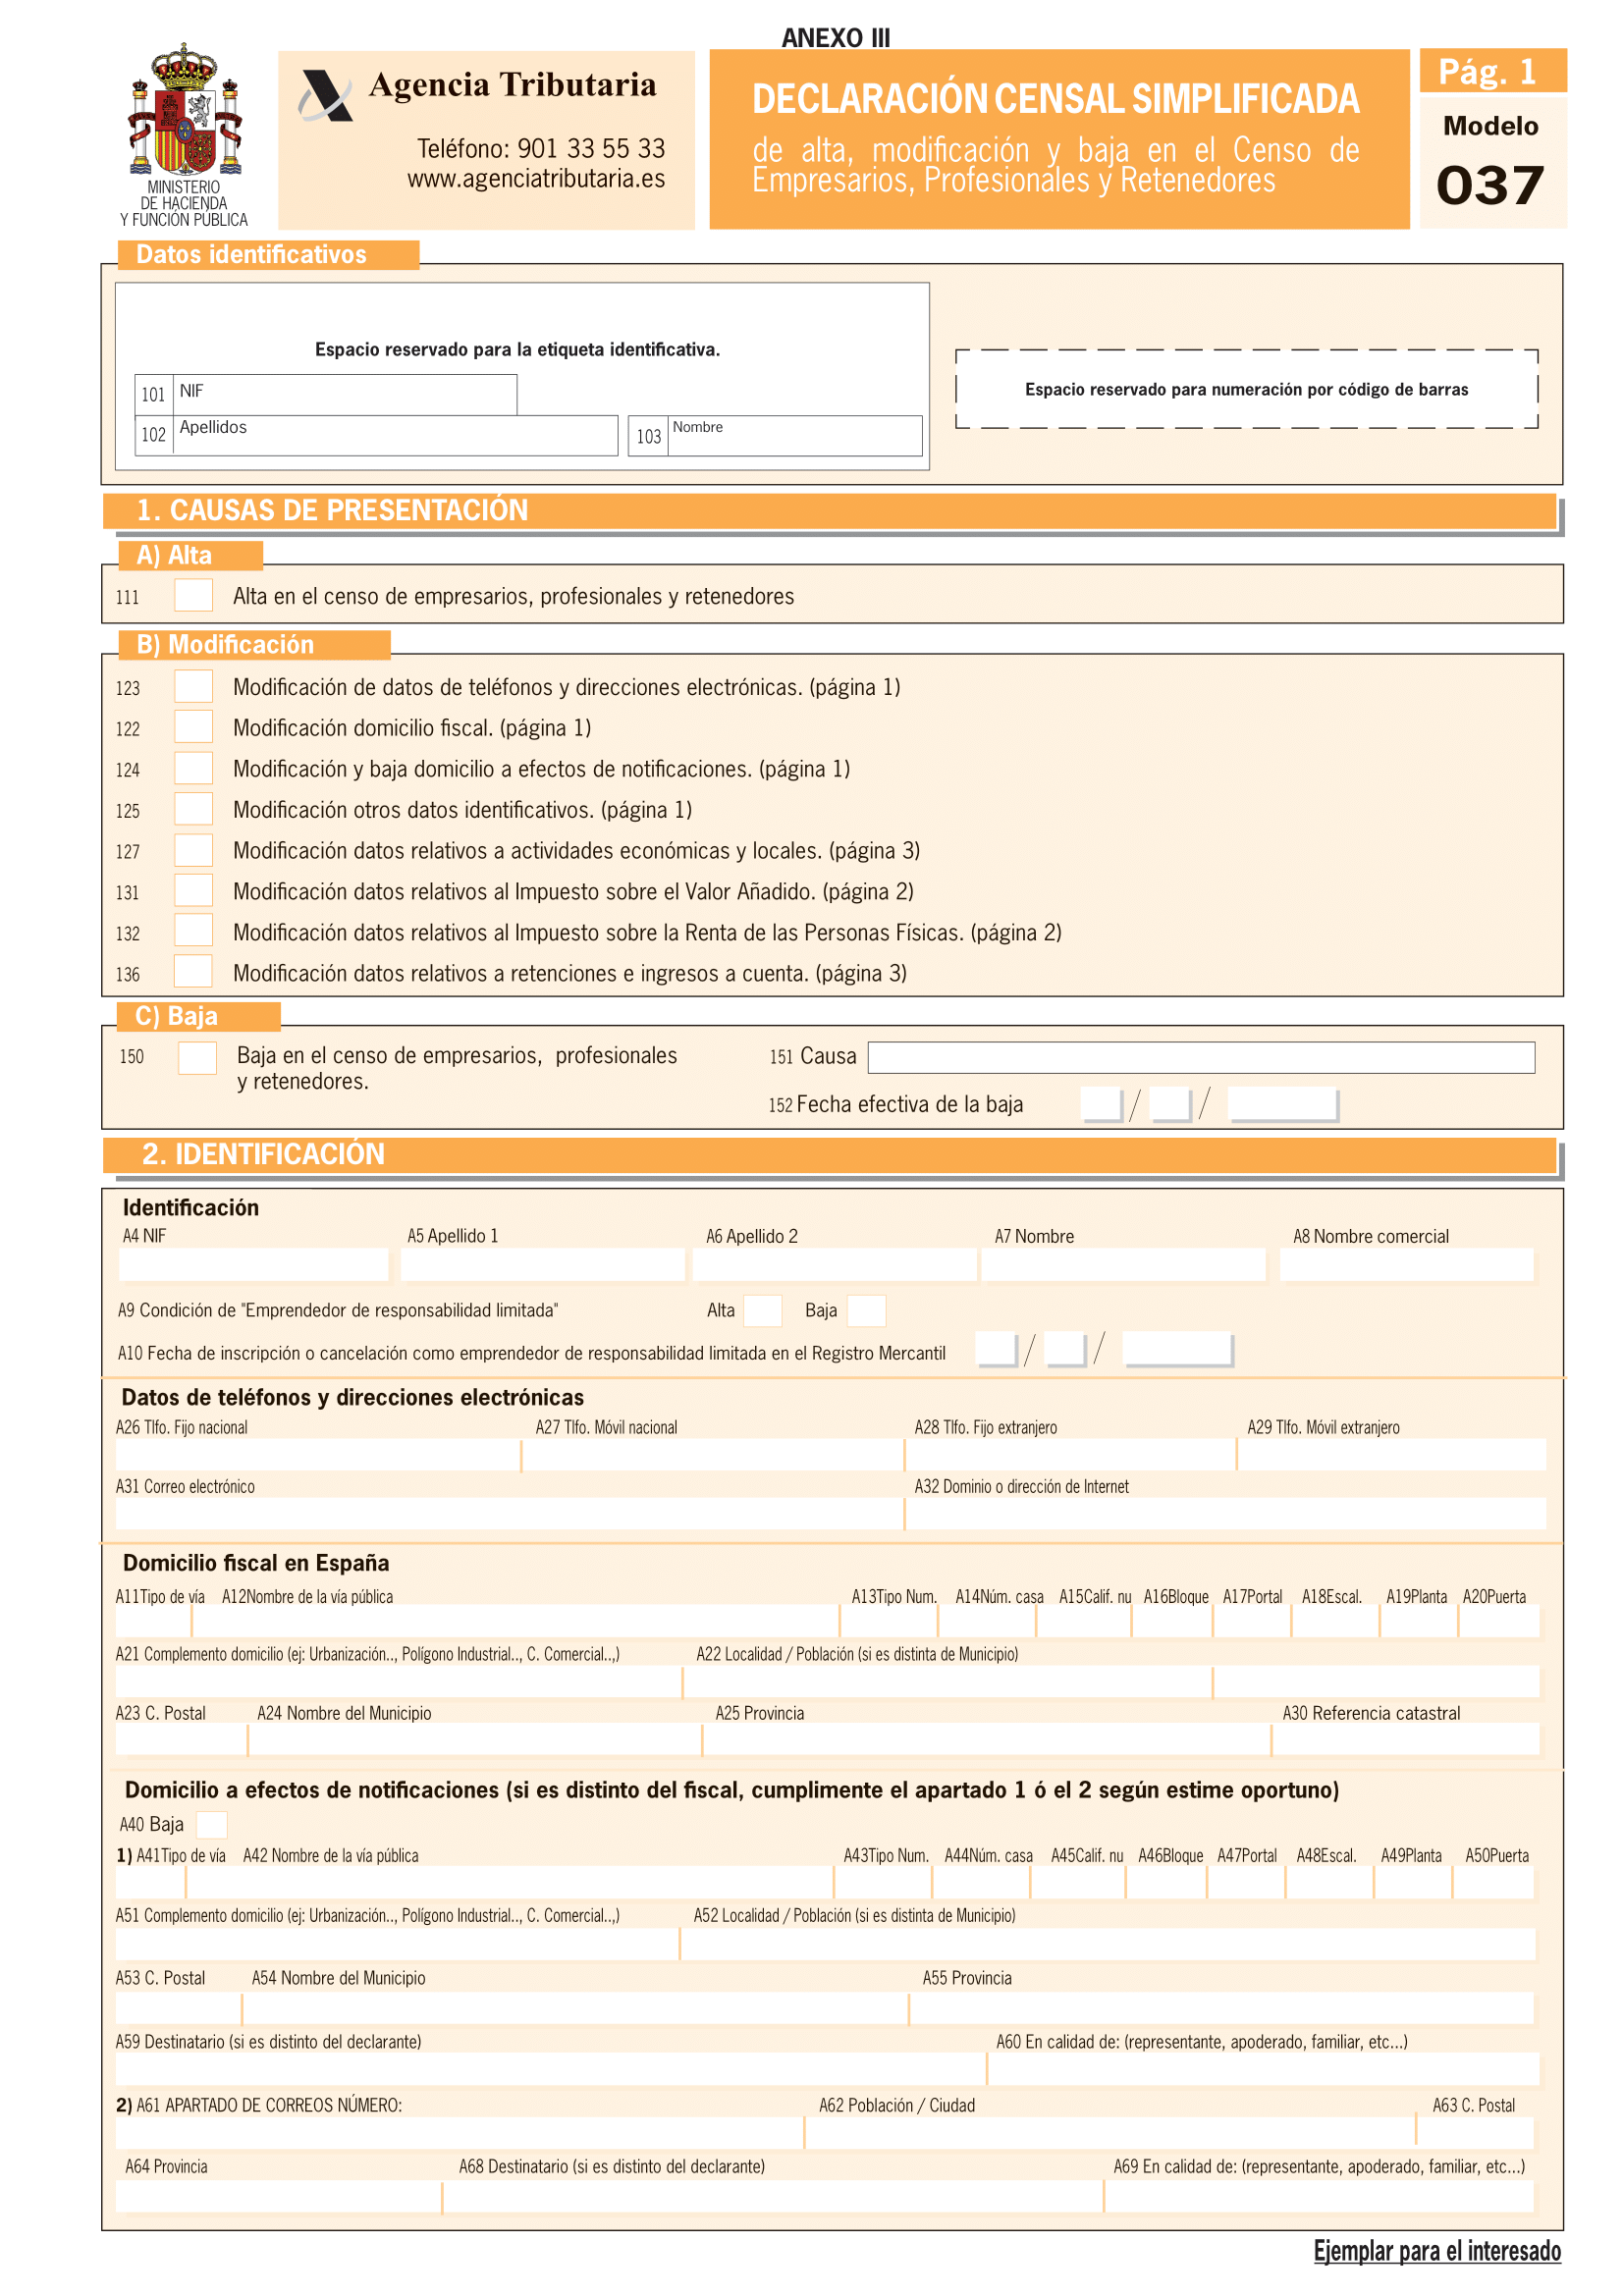 ANEXO III
MINISTERIO
DE HACIENDA
Y FUNCIÓN PÚBLICA
Agencia Tributaria
Teléfono: 901 33 55 33
www.agenciatributaria.es
DECLARACIÓN CENSAL SIMPLIFICADA
de alta, modificación y baja en el Censo de
Empresarios, Profesionales y Retenedores
Pág. 1
Modelo
037
Datos identificativos
Espacio reservado para la etiqueta identificativa.
101 NIF
102 Apellidos
103 Nombre
Espacio reservado para numeración por código de barras
1. CAUSAS DE PRESENTACIÓN
A) Alta
111 Alta en el censo de empresarios, profesionales y retenedores
B) Modificación
123 Modificación de datos de teléfonos y direcciones electrónicas. (página 1)
122 Modificación domicilio fiscal. (página 1)
124 Modificación y baja domicilio a efectos de notificaciones. (página 1)
125 Modificación otros datos identificativos. (página 1)
127 Modificación datos relativos a actividades económicas y locales. (página 3)
131 Modificación datos relativos al Impuesto sobre el Valor Añadido. (página 2)
132 Modificación datos relativos al Impuesto sobre la Renta de las Personas Físicas. (página 2)
136 Modificación datos relativos a retenciones e ingresos a cuenta. (página 3)
C) Baja
150 Baja en el censo de empresarios, profesionales
y retenedores.
151 Causa
152 Fecha efectiva de la baja / /
2. IDENTIFICACIÓN
Identificación
A4 NIF A5 Apellido 1 A6 Apellido 2 A7 Nombre A8 Nombre comercial
A9 Condición de "Emprendedor de responsabilidad limitada" Alta Baja
A10 Fecha de inscripción o cancelación como emprendedor de responsabilidad limitada en el Registro Mercantil / /
Datos de teléfonos y direcciones electrónicas
A26 Tlfo. Fijo nacional A27 Tlfo. Móvil nacional A28 Tlfo. Fijo extranjero A29 Tlfo. Móvil extranjero
A31 Correo electrónico A32 Dominio o dirección de Internet
Domicilio fiscal en España
A11Tipo de vía A12Nombre de la vía pública A13Tipo Num. A14Núm. casa A15Calif. nu A16Bloque A17Portal A18Escal. A19Planta A20Puerta
A21 Complemento domicilio (ej: Urbanización.., Polígono Industrial.., C. Comercial..,) A22 Localidad / Población (si es distinta de Municipio)
A23 C. Postal A24 Nombre del Municipio A25 Provincia A30 Referencia catastral
Domicilio a efectos de notificaciones (si es distinto del fiscal, cumplimente el apartado 1 ó el 2 según estime oportuno)
A40 Baja
1) A41Tipo de vía A42 Nombre de la vía pública A43Tipo Num. A44Núm. casa A45Calif. nu A46Bloque A47Portal A48Escal. A49Planta A50Puerta
A51 Complemento domicilio (ej: Urbanización.., Polígono Industrial.., C. Comercial..,) A52 Localidad / Población (si es distinta de Municipio)
A53 C. Postal A54 Nombre del Municipio A55 Provincia
A59 Destinatario (si es distinto del declarante) A60 En calidad de: (representante, apoderado, familiar, etc...)
2) A61 APARTADO DE CORREOS NÚMERO: A62 Población / Ciudad A63 C. Postal
A64 Provincia A68 Destinatario (si es distinto del declarante) A69 En calidad de: (representante, apoderado, familiar, etc...)
Ejemplar para el interesado